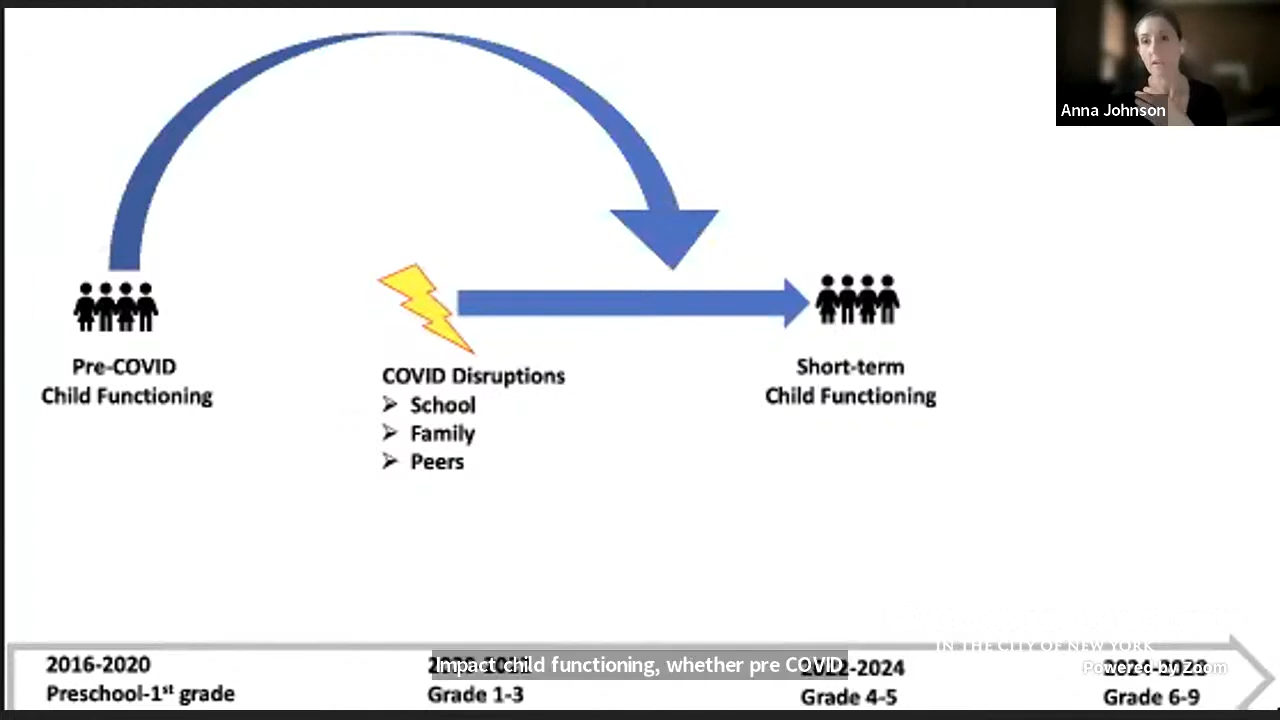 Anna Johnson
Pre-COVID
Child Functioning
COVID Disruptions
➢ School
➢ Family
➢ Peers
Short-term
Child Functioning
IN THE CITY OF NEW YORK
Powered by Zoom
Impact child functioning, whether pre COVID
2016-2020
Preschool-1st grade
Grade 1-3
2022-2024
Grade 4-5
Grade 6-9